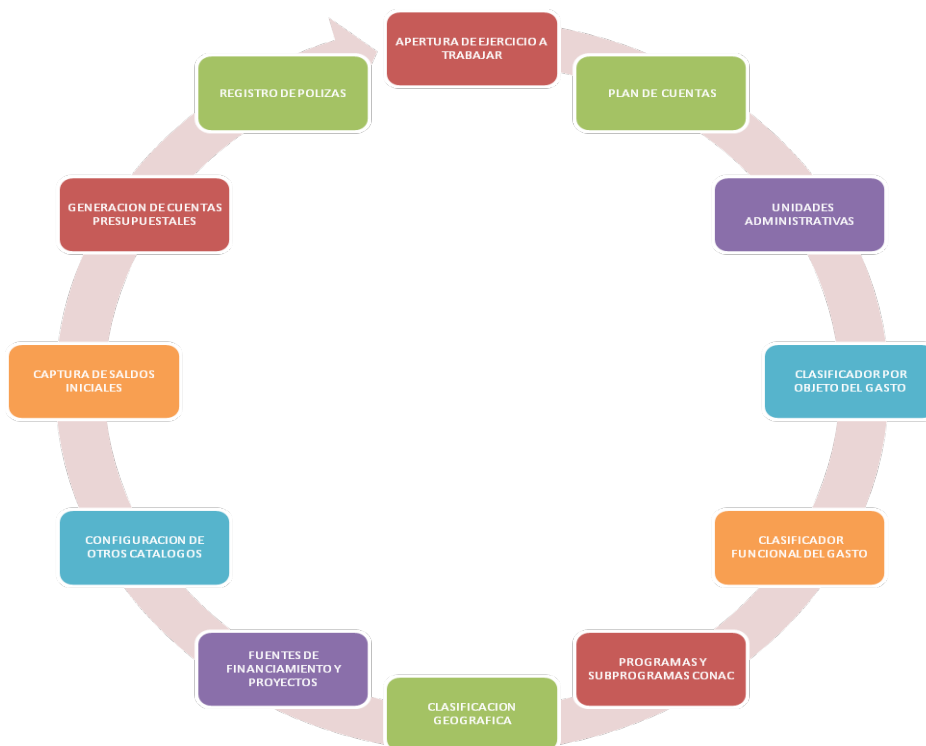 APERTURA DE EJERCICIO A
TRABAJAR
PLAN DE CUENTAS
UNIDADES
ADMINISTRATIVAS
CLASIFICADOR POR
OBJETO DEL GASTO
CLASIFICADOR
FUNCIONAL DEL GASTO
PROGRAMAS Y
SUBPROGRAMAS CONAC
CLASIFICACION
GEOGRAFICA
FUENTES DE
FINANCIAMIENTO Y
PROYECTOS
CONFIGURACION DE
OTROS CATALOGOS
CAPTURA DE SALDOS
INICIALES
GENERACION DE CUENTAS
PRESUPUESTALES
REGISTRO DE POLIZAS